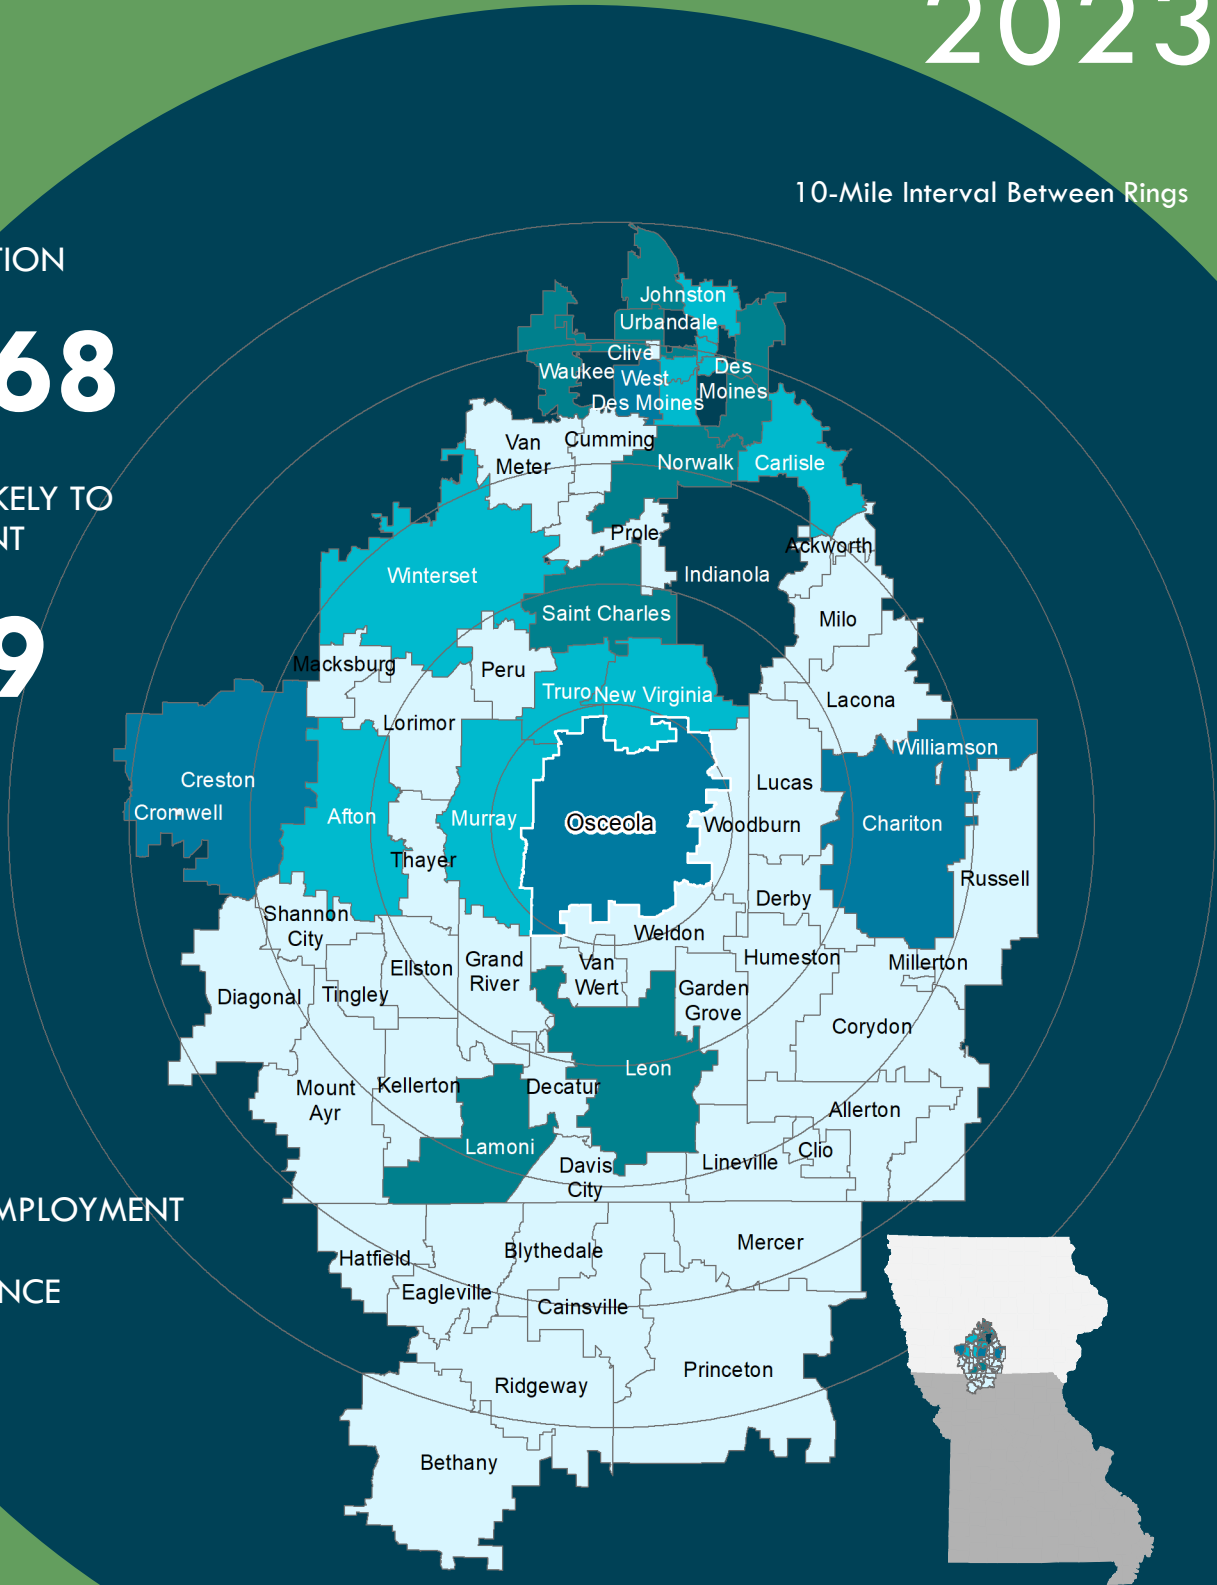 2023
10-Mile Interval Between Rings
TION
68
KELY TO
NT
9
MPLOYMENT
NCE
Johnston
Urbandale
Clive
Waukee
West
Des Moines
Des
Moines
Van
Meter
Cumming
Norwalk
Carlisle
Prole
Ackworth
Winterset
Indianola
Saint Charles
Milo
Macksburg
Peru
Truro
New Virginia
Lacona
Lorimor
Williamson
Creston
Lucas
Cromwell
Afton
Murray
Osceola
Woodburn
Chariton
Thayer
Russell
Derby
Shannon
City
Weldon
Grand
River
Ellston
Van
Wert
Humeston
Millerton
Diagonal
Tingley
Garden
Grove
Corydon
Leon
Mount
Ayr
Kellerton
Decatur
Allerton
Lamoni
Davis
City
Lineville
Clio
Hatfield
Blythedale
Mercer
Eagleville
Cainsville
Ridgeway
Princeton
Bethany